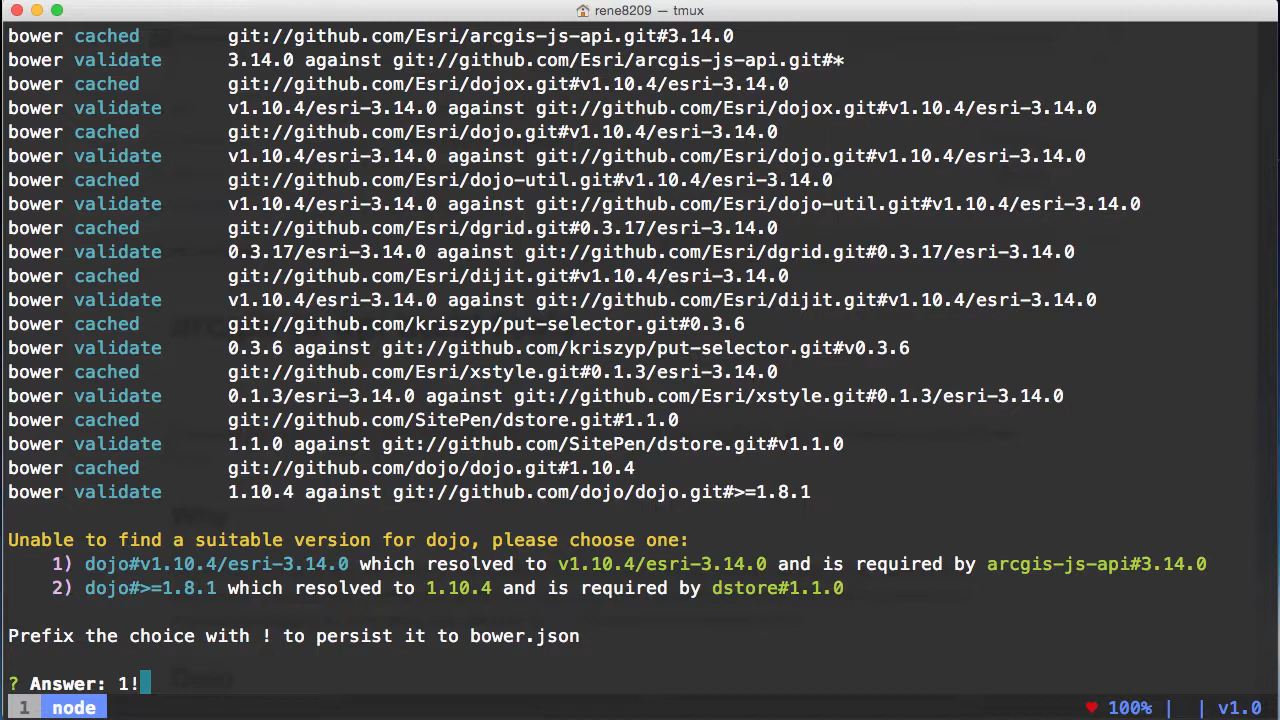 rene8209 — tmux
bower cached git://github.com/Esri/arcgis-js-api.git#3.14.0
bower validate 3.14.0 against git://github.com/Esri/arcgis-js-api.git#*
bower cached git://github.com/Esri/dojox.git#v1.10.4/esri-3.14.0
bower validate v1.10.4/esri-3.14.0 against git://github.com/Esri/dojox.git#v1.10.4/esri-3.14.0
bower cached git://github.com/Esri/dojo.git#v1.10.4/esri-3.14.0
bower validate v1.10.4/esri-3.14.0 against git://github.com/Esri/dojo.git#v1.10.4/esri-3.14.0
bower cached git://github.com/Esri/dojo-util.git#v1.10.4/esri-3.14.0
bower validate v1.10.4/esri-3.14.0 against git://github.com/Esri/dojo-util.git#v1.10.4/esri-3.14.0
bower cached git://github.com/Esri/dgrid.git#0.3.17/esri-3.14.0
bower validate 0.3.17/esri-3.14.0 against git://github.com/Esri/dgrid.git#0.3.17/esri-3.14.0
bower cached git://github.com/Esri/dijit.git#v1.10.4/esri-3.14.0
bower validate v1.10.4/esri-3.14.0 against git://github.com/Esri/dijit.git#v1.10.4/esri-3.14.0
bower cached git://github.com/kriszyp/put-selector.git#0.3.6
bower validate 0.3.6 against git://github.com/kriszyp/put-selector.git#v0.3.6
bower cached git://github.com/Esri/xstyle.git#0.1.3/esri-3.14.0
bower validate 0.1.3/esri-3.14.0 against git://github.com/Esri/xstyle.git#0.1.3/esri-3.14.0
bower cached git://github.com/SitePen/dstore.git#1.1.0
bower validate 1.1.0 against git://github.com/SitePen/dstore.git#v1.1.0
bower cached git://github.com/dojo/dojo.git#1.10.4
bower validate 1.10.4 against git://github.com/dojo/dojo.git#>=1.8.1
Unable to find a suitable version for dojo, please choose one:
1) dojo#v1.10.4/esri-3.14.0 which resolved to v1.10.4/esri-3.14.0 and is required by arcgis-js-api#3.14.0
2) dojo#>=1.8.1 which resolved to 1.10.4 and is required by dstore#1.1.0
Prefix the choice with ! to persist it to bower.json
? Answer: 1!
1 node ♥ 100% | | v1.0